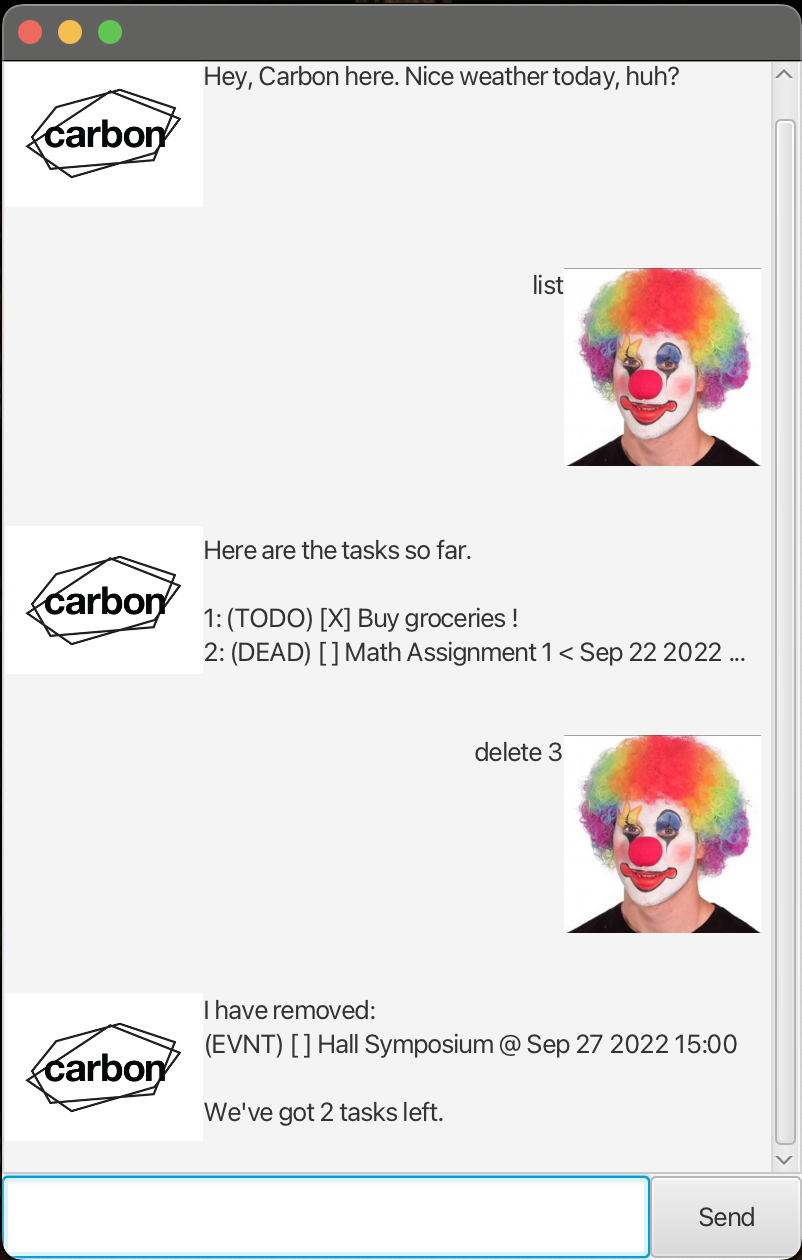 carbon
Hey, Carbon here. Nice weather today, huh?
list
carbon
Here are the tasks so far.
1: (TODO) [X] Buy groceries !
2: (DEAD) [ ] Math Assignment 1 < Sep 22 2022 ...
delete 3
carbon
I have removed:
(EVNT) [ ] Hall Symposium @ Sep 27 2022 15:00
We've got 2 tasks left.
Send